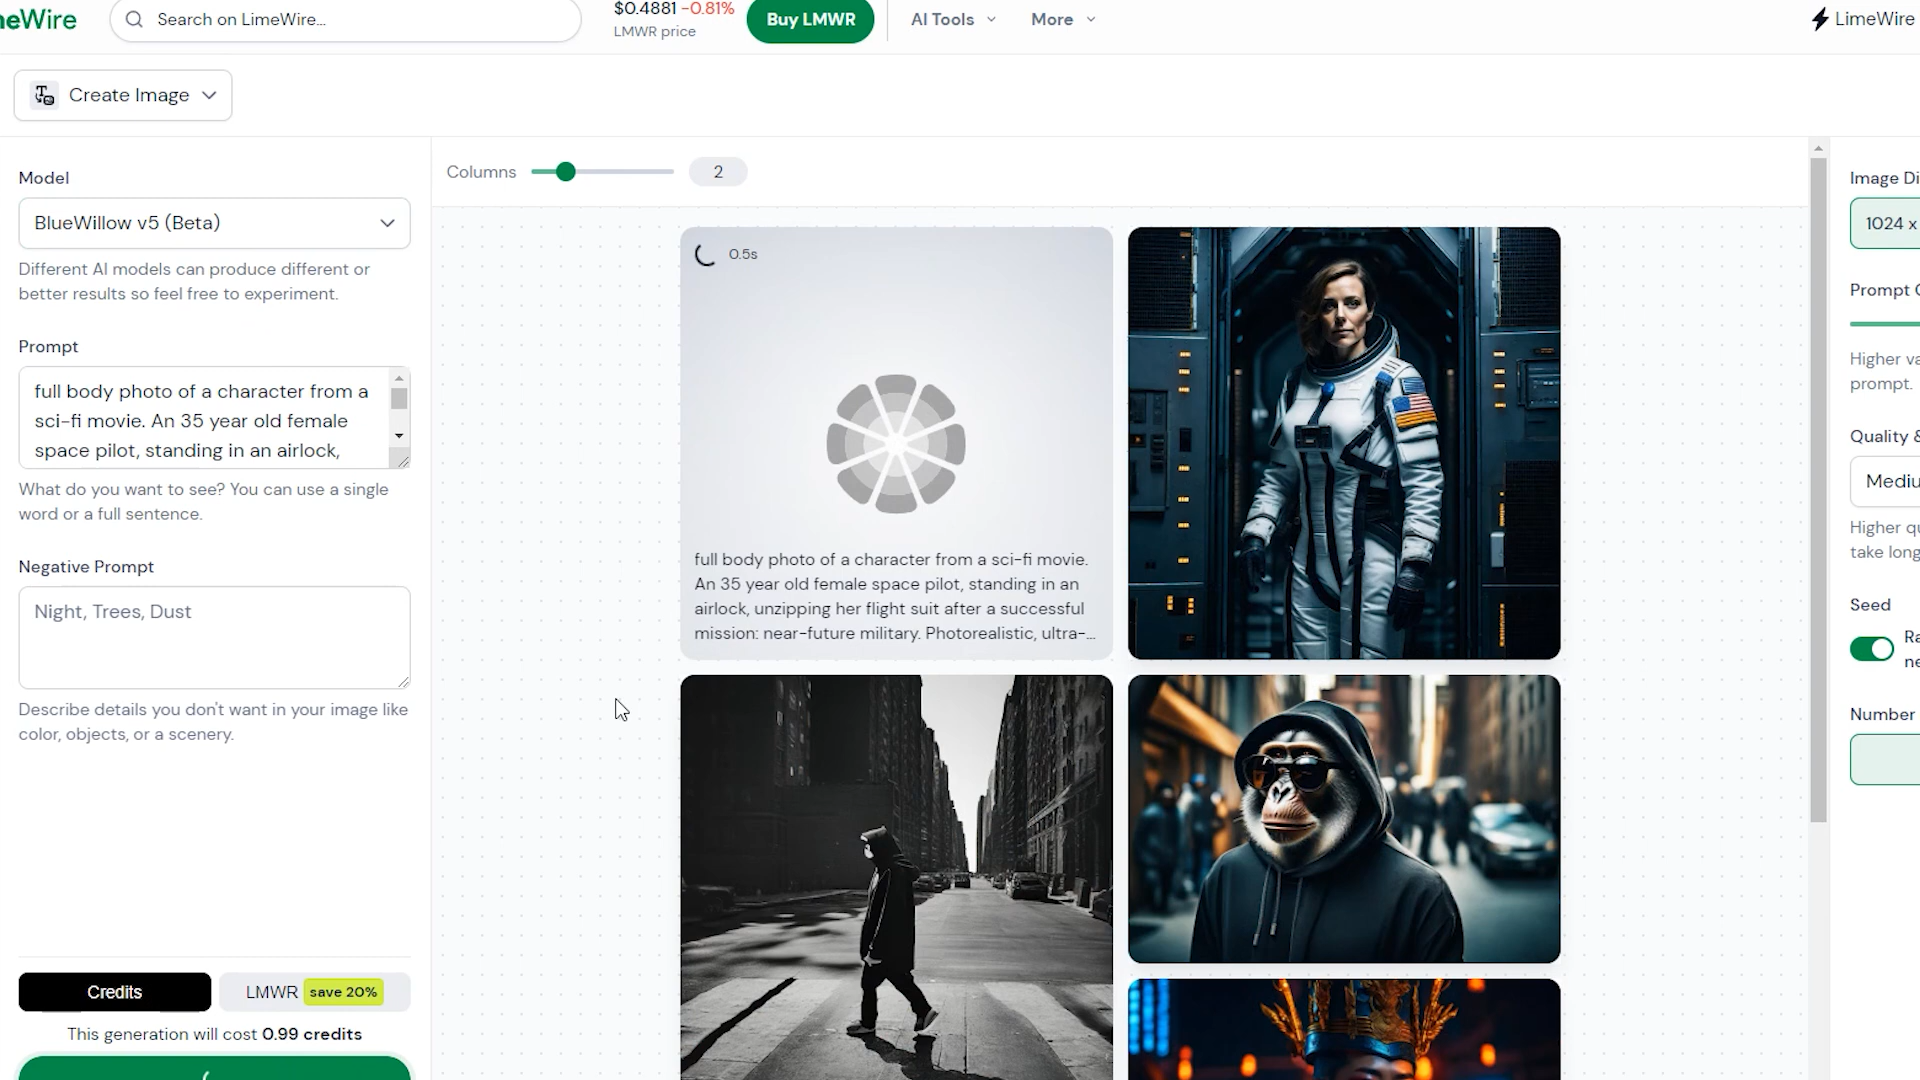 meWire
Search on LimeWire...
$0.4881 -0.81%
LMWR price
Buy LMWR
AI Tools
More
LimeWire
Create Image
Model
BlueWillow v5 (Beta)
Different AI models can produce different or
better results so feel free to experiment.
Prompt
full body photo of a character from a
sci-fi movie. An 35 year old female
space pilot, standing in an airlock,
What do you want to see? You can use a single
word or a full sentence.
Negative Prompt
Night, Trees, Dust
Describe details you don't want in your image like
color, objects, or a scenery.
Credits
LMWR save 20%
This generation will cost 0.99 credits
Columns
2
0.5s
full body photo of a character from a sci-fi movie.
An 35 year old female space pilot, standing in an
airlock, unzipping her flight suit after a successful
mission: near-future military. Photorealistic, ultra-...
Image Di
1024 x
Prompt
Higher va
prompt.
Quality &
Mediu
Higher qu
take long
Seed
Ra
ne
Number